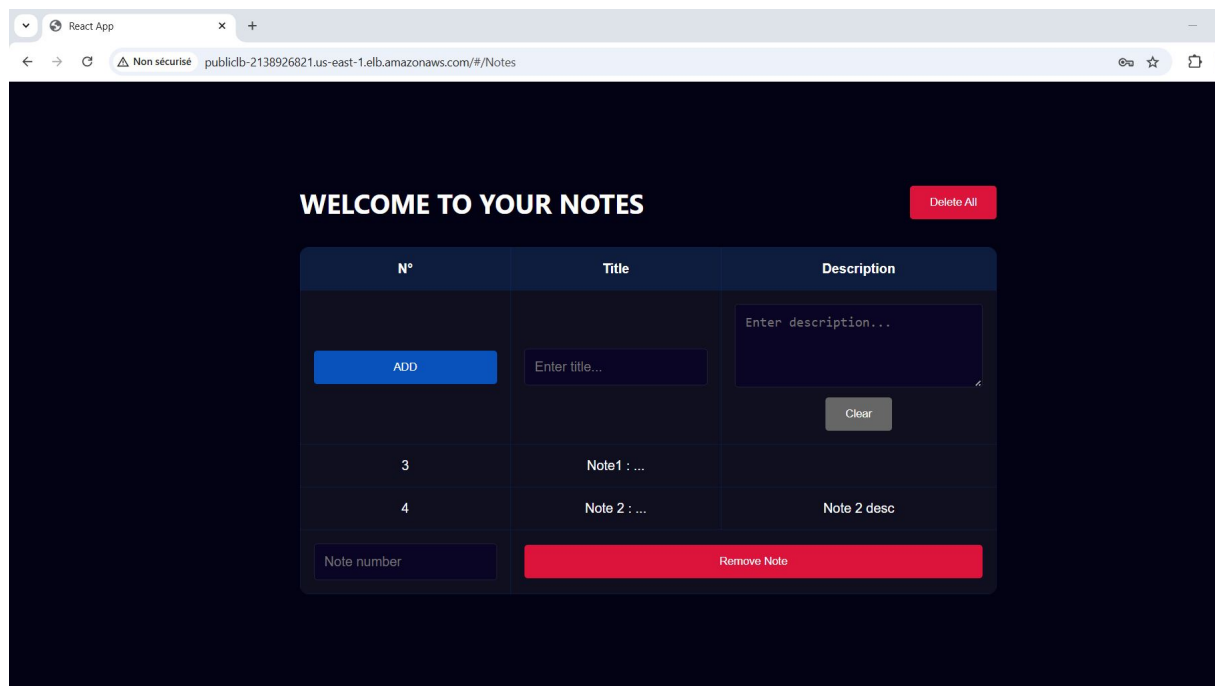 React App
Non sécurisé publiclb-2138926821.us-east-1.elb.amazonaws.com/#/Notes
WELCOME TO YOUR NOTES Delete All
N° Title Description
Enter description...
ADD Enter title...
Clear
3 Note1 : ...
4 Note 2 : ... Note 2 desc
Note number Remove Note